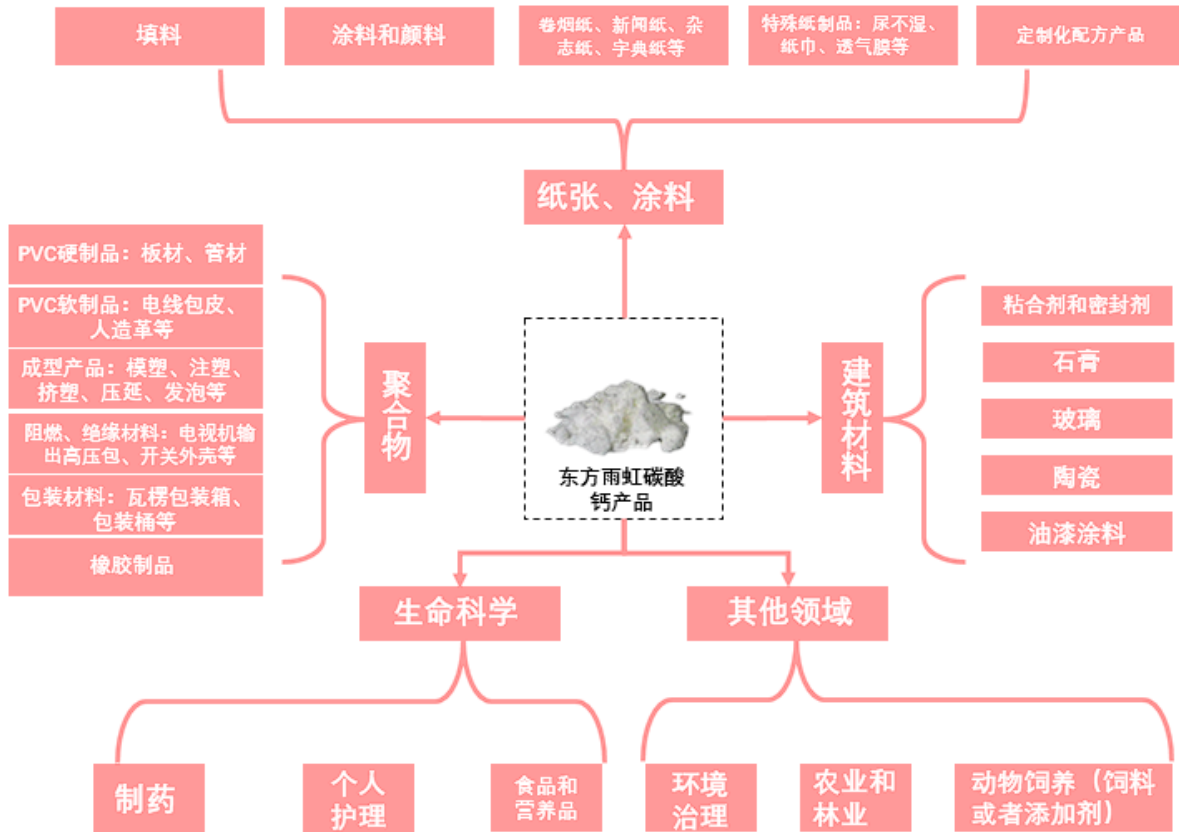 填料
涂料和颜料
卷烟纸、新闻纸、杂
志纸、字典纸等
特殊纸制品：尿不湿、
纸巾、透气膜等
定制化配方产品
纸张、涂料
PVC硬制品：板材、管材
PVC软制品：电线包皮、
人造革等
成型产品：模塑、注塑、
挤塑、压延、发泡等
阻燃、绝缘材料：电视机输
出高压包、开关外壳等
包装材料：瓦楞包装箱、
包装桶等
橡胶制品
聚合物
东方雨虹碳酸
钙产品
建筑材料
粘合剂和密封剂
石膏
玻璃
陶瓷
油漆涂料
生命科学
其他领域
制药
个人
护理
食品和
营养品
环境
治理
农业和
林业
动物饲养（饲料
或者添加剂）